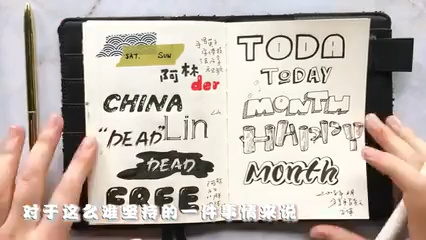 SAT. SUN
阿林
der
CHINA
"DEAD"
Lin
DEAD
FREE
TODA
TODAY
MONTH
HAPPY
month
对于这么难坚持的一件事情来说